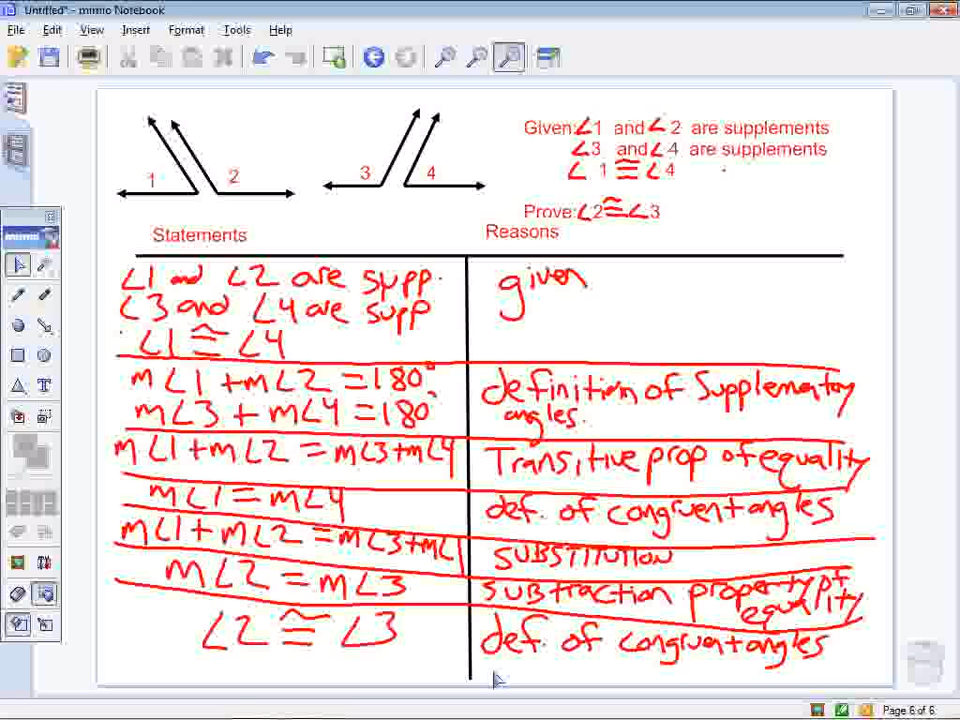 Untitled* - mimio Notebook
File Edit View Insert Format Tools Help
Given: ∠1 and ∠2 are supplements
∠3 and ∠4 are supplements
∠1 ≅ ∠4
Prove: ∠2 ≅ ∠3
1 2 3 4
Statements Reasons
∠1 and ∠2 are supp. given
∠3 and ∠4 are supp
∠1 ≅ ∠4
m∠1 + m∠2 = 180° definition of Supplementary
m∠3 + m∠4 = 180° angles.
m∠1 + m∠2 = m∠3 + m∠4 Transitive prop of equality
m∠1 = m∠4 def. of congruent angles
m∠1 + m∠2 = m∠3 + m∠1 SUBSTITUTION
m∠2 = m∠3 subtraction property of
equality
∠2 ≅ ∠3 def. of congruent angles
mimio
Page 6 of 6